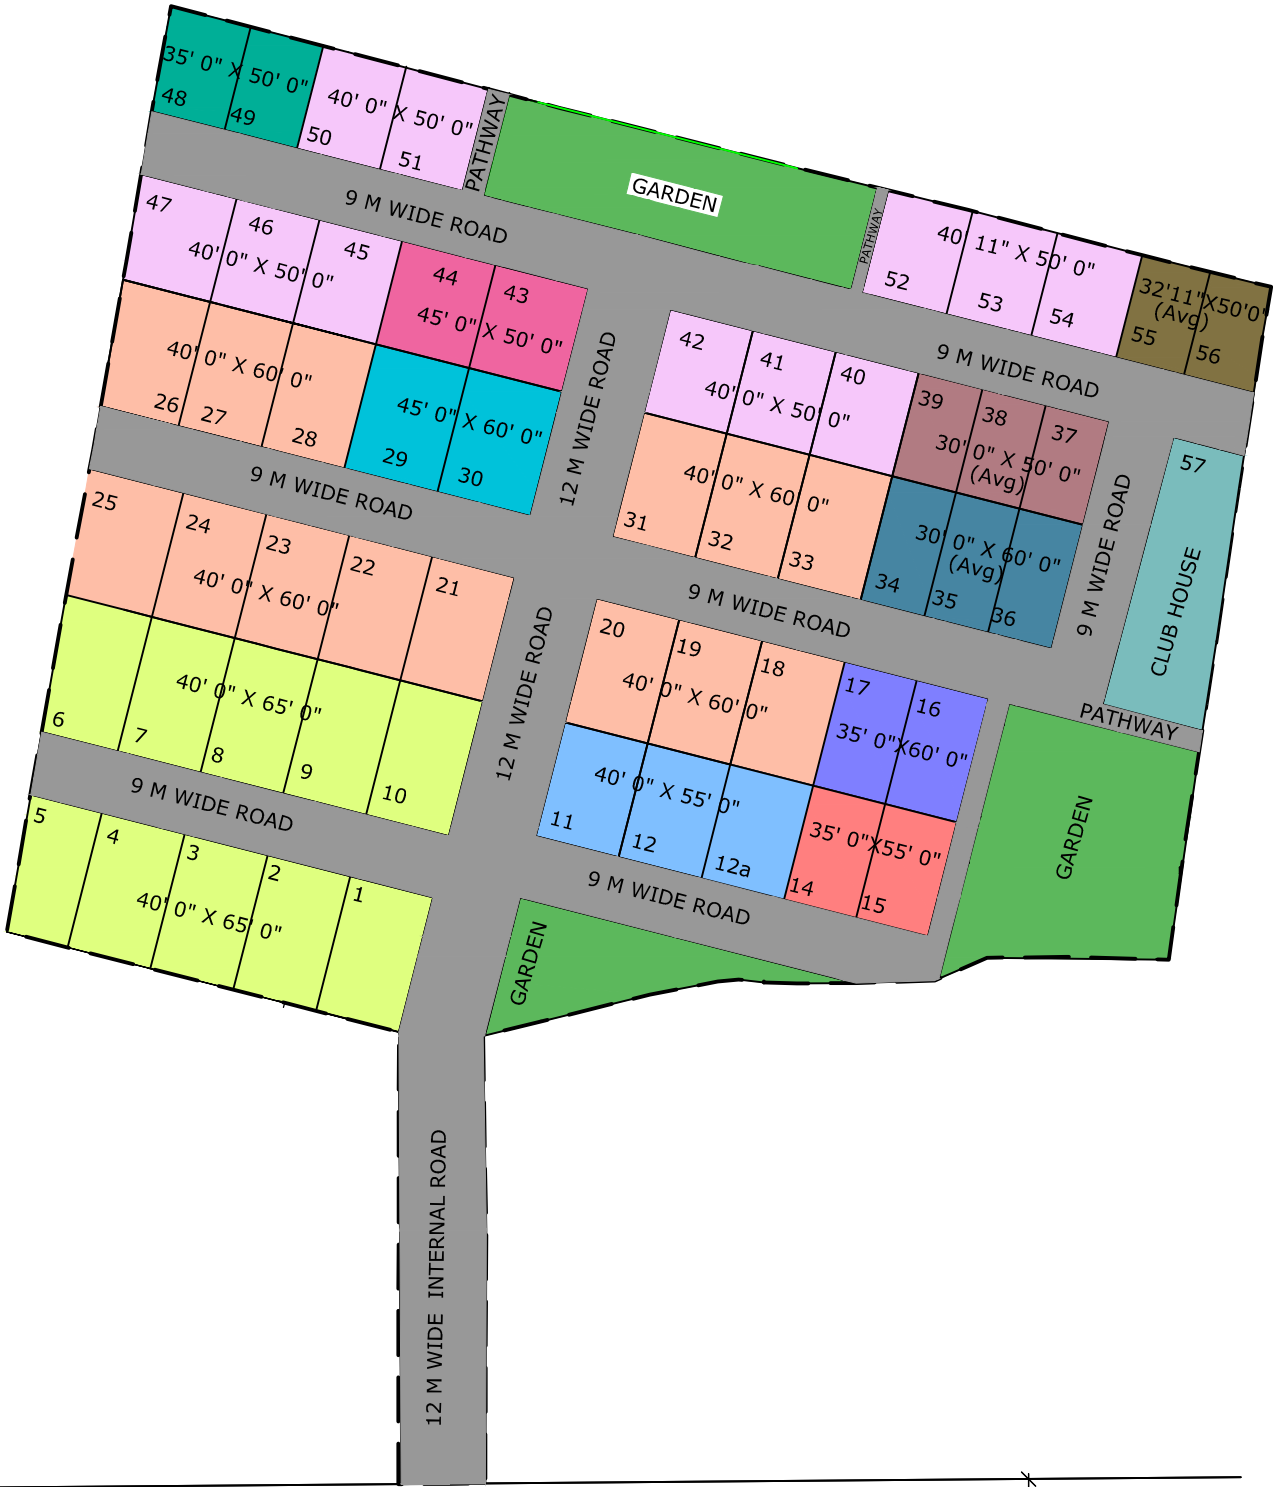 35' 0" X 50' 0"
48
49
40' 0" X 50' 0"
50
51
PATHWAY
GARDEN
PATHWAY
40' 11" X 50' 0"
52
53
54
32'11"X50'0"
(Avg)
55
56
9 M WIDE ROAD
47
46
45
40' 0" X 50' 0"
44
43
45' 0" X 50' 0"
40' 0" X 60' 0"
26
27
28
45' 0" X 60' 0"
29
30
12 M WIDE ROAD
9 M WIDE ROAD
42
41
40
40' 0" X 50' 0"
39
38
37
30' 0" X 50' 0"
(Avg)
40' 0" X 60' 0"
31
32
33
30' 0" X 60' 0"
(Avg)
34
35
36
9 M WIDE ROAD
57
CLUB HOUSE
PATHWAY
9 M WIDE ROAD
25
24
23
22
21
40' 0" X 60' 0"
40' 0" X 65' 0"
6
7
8
9
10
12 M WIDE ROAD
9 M WIDE ROAD
20
19
18
40' 0" X 60' 0"
17
16
35' 0"X60' 0"
40' 0" X 55' 0"
11
12
12a
35' 0"X55' 0"
14
15
GARDEN
9 M WIDE ROAD
5
4
3
2
1
40' 0" X 65' 0"
9 M WIDE ROAD
GARDEN
12 M WIDE INTERNAL ROAD